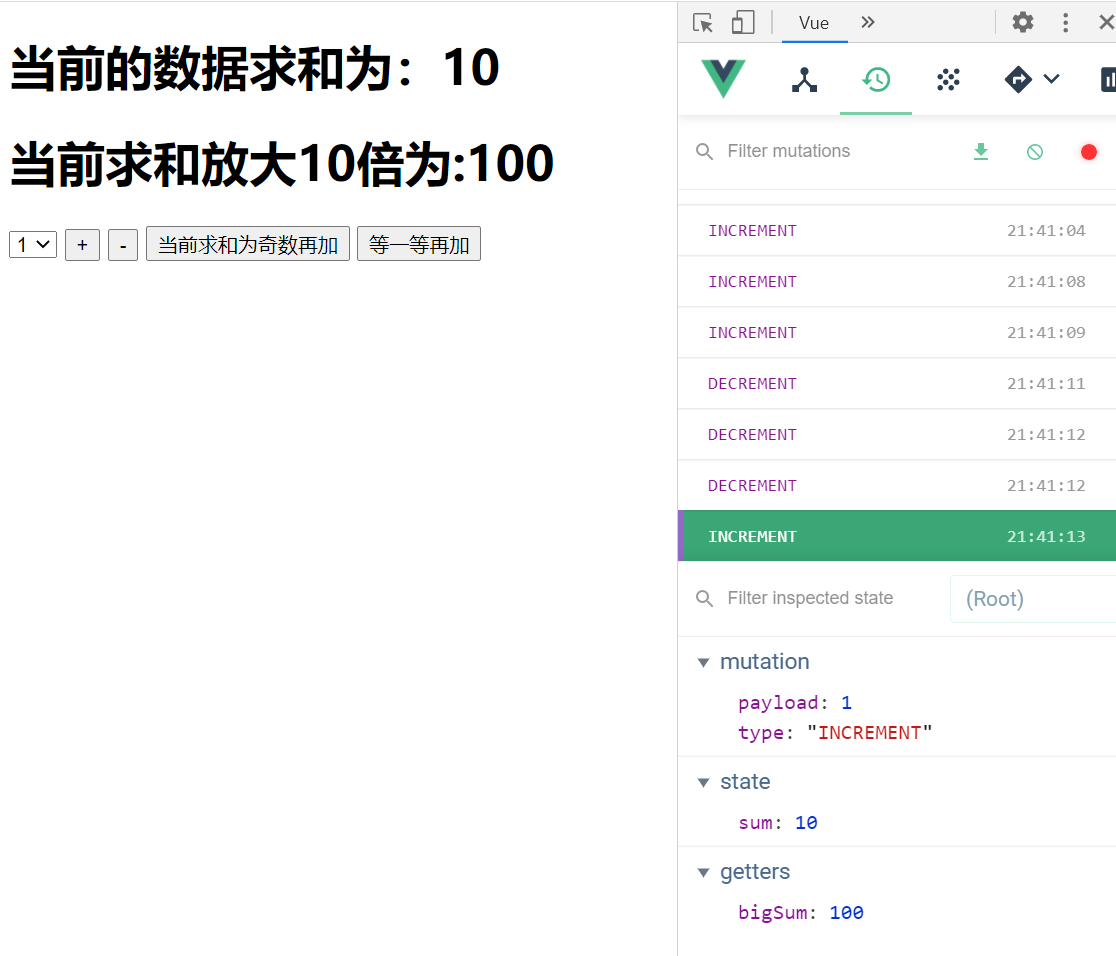 当前的数据求和为：10
当前求和放大10倍为:100
1 + - 当前求和为奇数再加 等一等再加
Vue
Filter mutations
INCREMENT 21:41:04
INCREMENT 21:41:08
INCREMENT 21:41:09
DECREMENT 21:41:11
DECREMENT 21:41:12
DECREMENT 21:41:12
INCREMENT 21:41:13
Filter inspected state (Root)
mutation
payload: 1
type: "INCREMENT"
state
sum: 10
getters
bigSum: 100